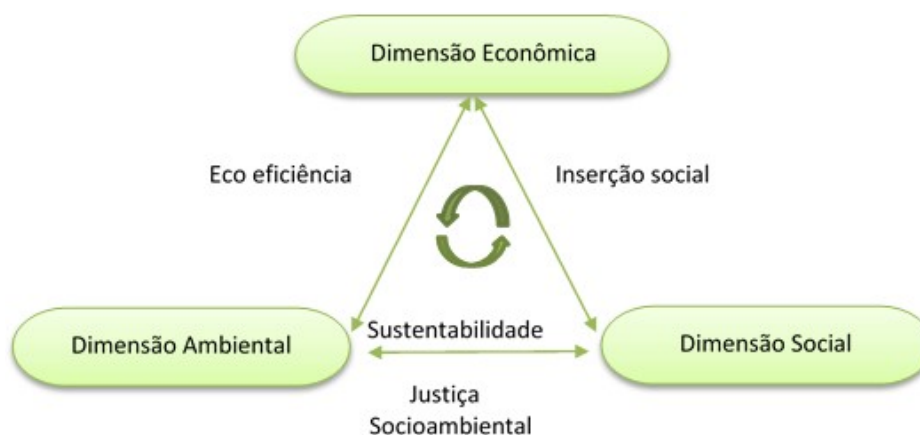 Dimensão Econômica
Eco eficiência
Inserção social
Dimensão Ambiental
Sustentabilidade
Dimensão Social
Justiça
Socioambiental